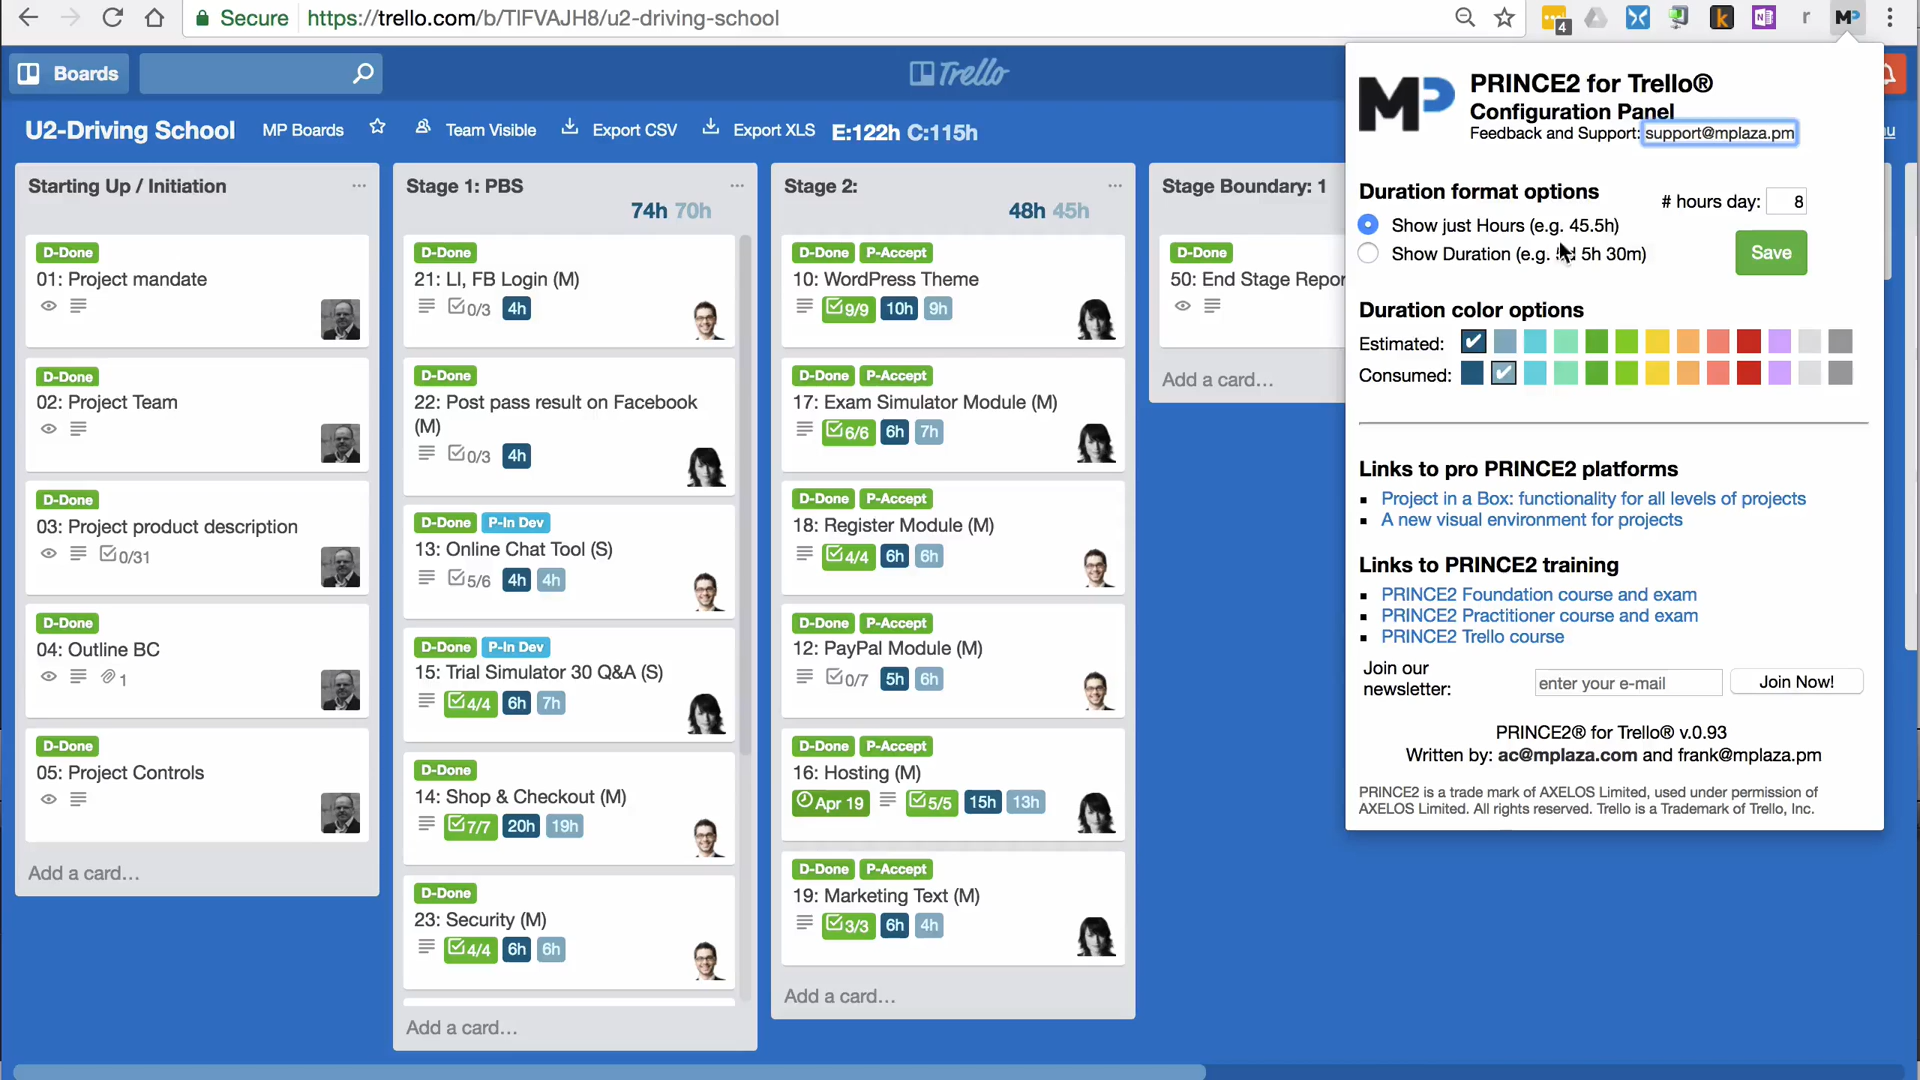 Secure https://trello.com/b/TIFVAJH8/u2-driving-school
4
k
N
r
MP
Boards
Trello
U2-Driving School MP Boards Team Visible Export CSV Export XLS E:122h C:115h
Starting Up / Initiation
D-Done
01: Project mandate
D-Done
02: Project Team
D-Done
03: Project product description
0/31
D-Done
04: Outline BC
1
D-Done
05: Project Controls
Add a card…
Stage 1: PBS
74h 70h
D-Done
21: LI, FB Login (M)
0/3 4h
D-Done
22: Post pass result on Facebook
(M)
0/3 4h
D-Done P-In Dev
13: Online Chat Tool (S)
5/6 4h 4h
D-Done P-In Dev
15: Trial Simulator 30 Q&A (S)
4/4 6h 7h
D-Done
14: Shop & Checkout (M)
7/7 20h 19h
D-Done
23: Security (M)
4/4 6h 6h
Add a card…
Stage 2:
48h 45h
D-Done P-Accept
10: WordPress Theme
9/9 10h 9h
D-Done P-Accept
17: Exam Simulator Module (M)
6/6 6h 7h
D-Done P-Accept
18: Register Module (M)
4/4 6h 6h
D-Done P-Accept
12: PayPal Module (M)
0/7 5h 6h
D-Done P-Accept
16: Hosting (M)
Apr 19 5/5 15h 13h
D-Done P-Accept
19: Marketing Text (M)
3/3 6h 4h
Add a card…
Stage Boundary: 1
D-Done
50: End Stage Repor
Add a card…
MP
PRINCE2 for Trello®
Configuration Panel
Feedback and Support: support@mplaza.pm
nu
Duration format options
# hours day: 8
Show just Hours (e.g. 45.5h)
Show Duration (e.g. 5h 30m)
Save
Duration color options
Estimated:
Consumed:
Links to pro PRINCE2 platforms
Project in a Box: functionality for all levels of projects
A new visual environment for projects
Links to PRINCE2 training
PRINCE2 Foundation course and exam
PRINCE2 Practitioner course and exam
PRINCE2 Trello course
Join our
newsletter:
enter your e-mail
Join Now!
PRINCE2® for Trello® v.0.93
Written by: ac@mplaza.com and frank@mplaza.pm
PRINCE2 is a trade mark of AXELOS Limited, used under permission of
AXELOS Limited. All rights reserved. Trello is a Trademark of Trello, Inc.